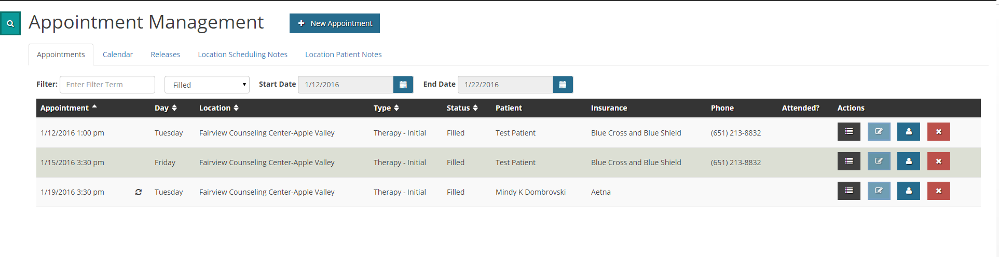 Appointment Management New Appointment
Appointments Calendar Releases Location Scheduling Notes Location Patient Notes
Filter: Enter Filter Term Filled Start Date 1/12/2016 End Date 1/22/2016
Appointment Day Location Type Status Patient Insurance Phone Attended? Actions
1/12/2016 1:00 pm Tuesday Fairview Counseling Center-Apple Valley Therapy - Initial Filled Test Patient Blue Cross and Blue Shield (651) 213-8832
1/15/2016 3:30 pm Friday Fairview Counseling Center-Apple Valley Therapy - Initial Filled Test Patient Blue Cross and Blue Shield (651) 213-8832
1/19/2016 3:30 pm Tuesday Fairview Counseling Center-Apple Valley Therapy - Initial Filled Mindy K Dombrovski Aetna